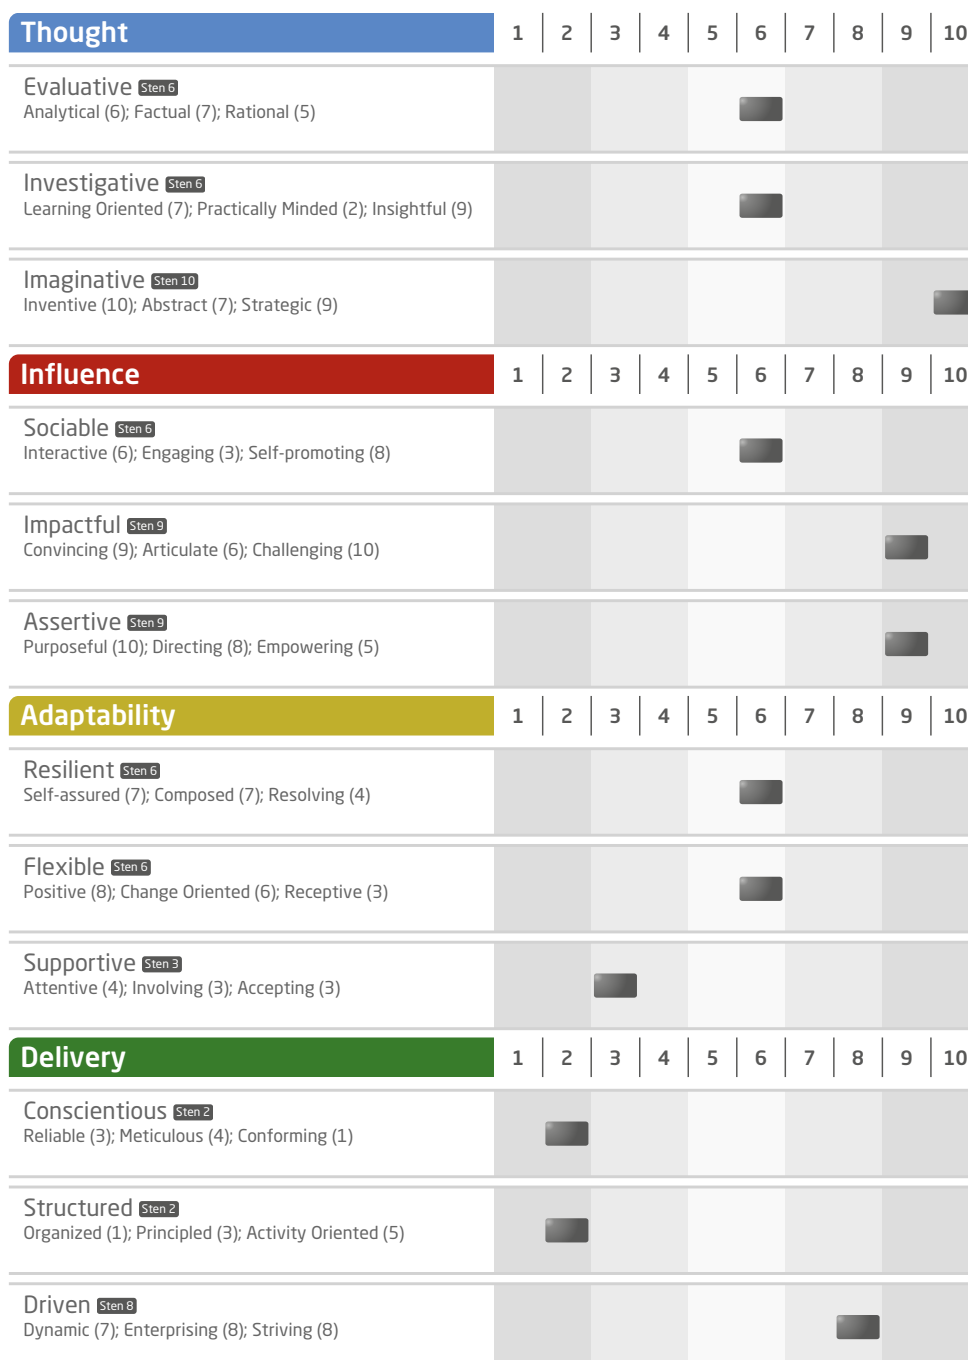 Thought 1 2 3 4 5 6 7 8 9 10
Evaluative Sten 6
Analytical (6); Factual (7); Rational (5)
Investigative Sten 6
Learning Oriented (7); Practically Minded (2); Insightful (9)
Imaginative Sten 10
Inventive (10); Abstract (7); Strategic (9)
Influence 1 2 3 4 5 6 7 8 9 10
Sociable Sten 6
Interactive (6); Engaging (3); Self-promoting (8)
Impactful Sten 9
Convincing (9); Articulate (6); Challenging (10)
Assertive Sten 9
Purposeful (10); Directing (8); Empowering (5)
Adaptability 1 2 3 4 5 6 7 8 9 10
Resilient Sten 6
Self-assured (7); Composed (7); Resolving (4)
Flexible Sten 6
Positive (8); Change Oriented (6); Receptive (3)
Supportive Sten 3
Attentive (4); Involving (3); Accepting (3)
Delivery 1 2 3 4 5 6 7 8 9 10
Conscientious Sten 2
Reliable (3); Meticulous (4); Conforming (1)
Structured Sten 2
Organized (1); Principled (3); Activity Oriented (5)
Driven Sten 8
Dynamic (7); Enterprising (8); Striving (8)